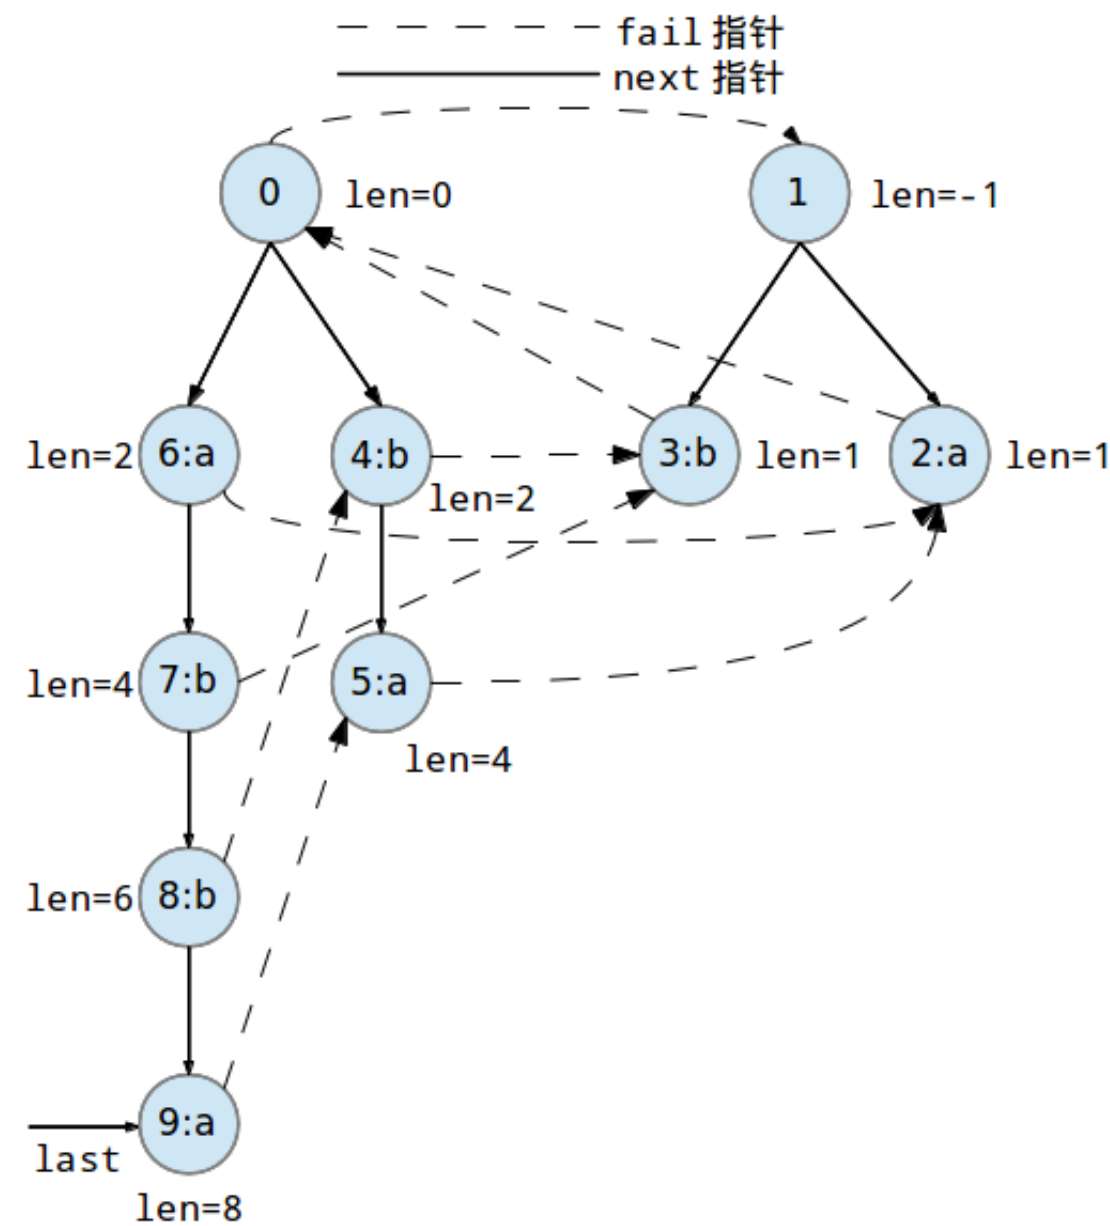 fail 指针
next 指针
0 len=0
1 len=-1
len=2 6:a
4:b
len=2
3:b len=1
2:a len=1
len=4 7:b
5:a
len=4
len=6 8:b
9:a
last
len=8